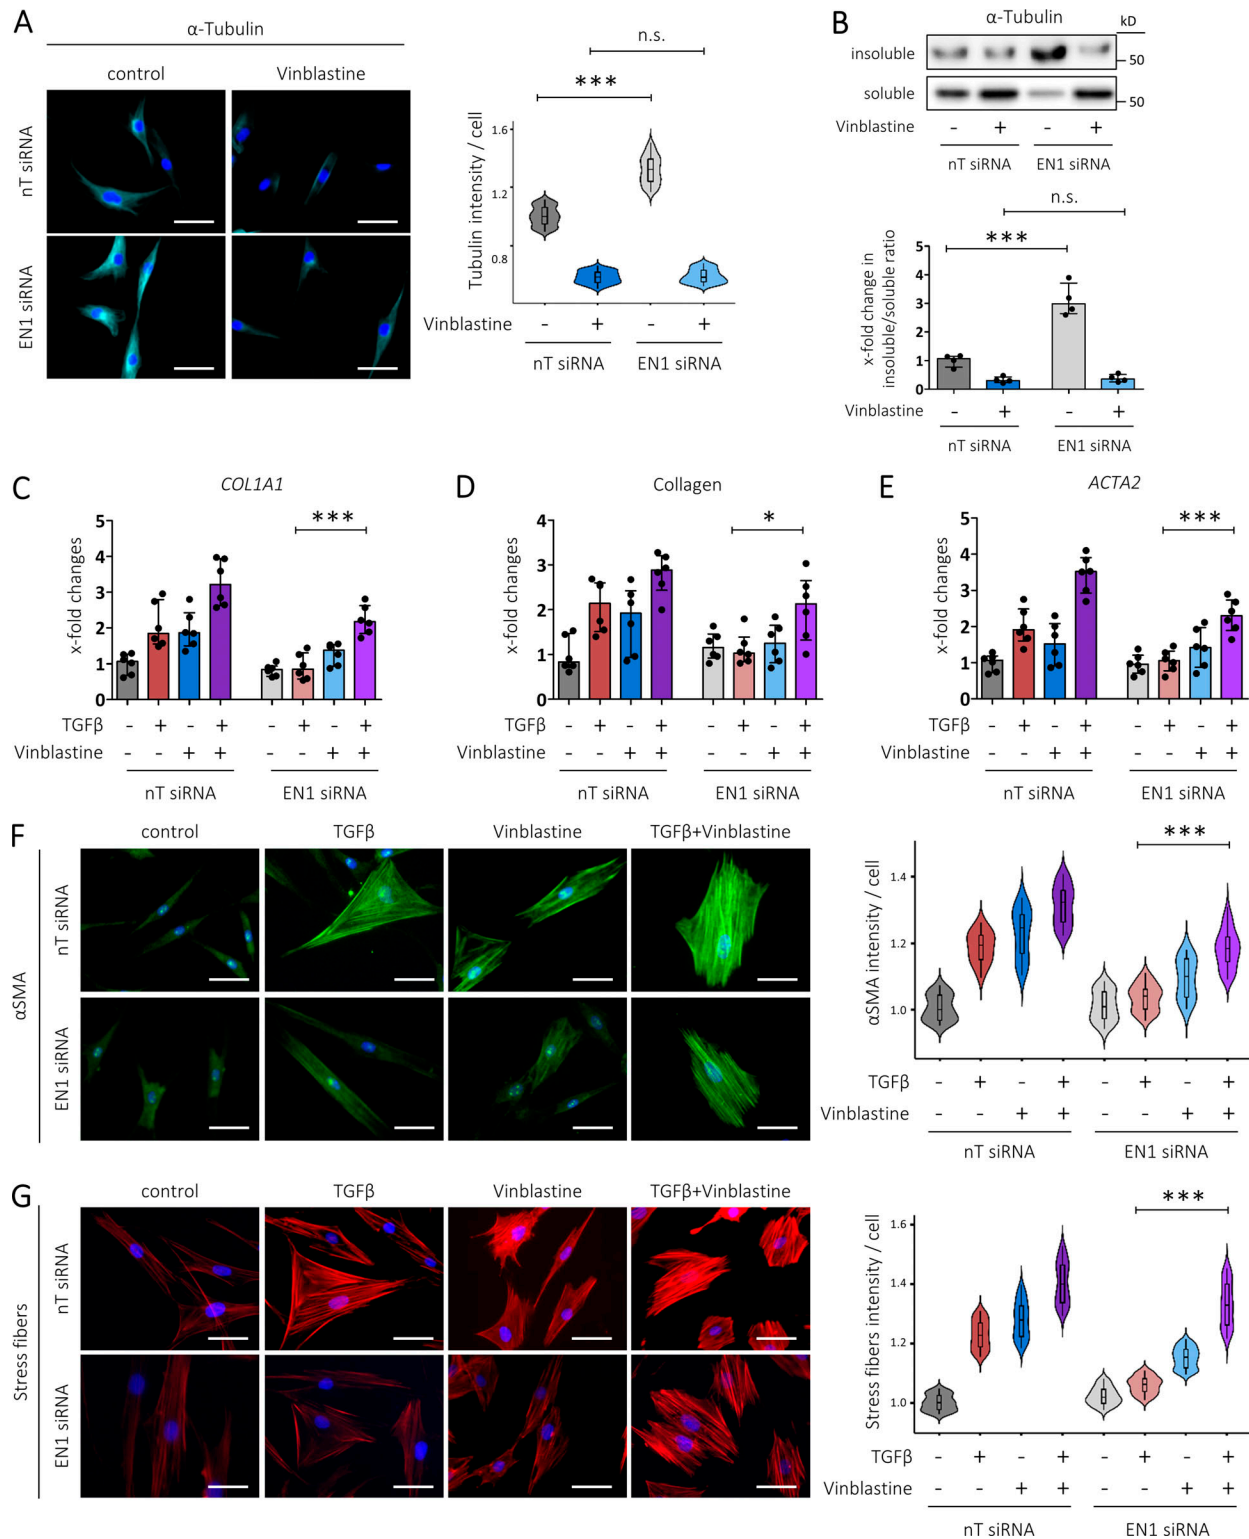 A
α-Tubulin
control Vinblastine
nT siRNA
EN1 siRNA
n.s.
***
Tubulin intensity / cell
1.6
1.2
0.8
Vinblastine - + - +
nT siRNA EN1 siRNA
B
α-Tubulin kD
insoluble 50
soluble 50
Vinblastine - + - +
nT siRNA EN1 siRNA
n.s.
***
x-fold change in
insoluble/soluble ratio
5
4
3
2
1
0
Vinblastine - + - +
nT siRNA EN1 siRNA
C
COL1A1
***
x-fold changes
5
4
3
2
1
0
TGFβ - + - + - + - +
Vinblastine - - + + - - + +
nT siRNA EN1 siRNA
D
Collagen
*
x-fold changes
4
3
2
1
0
TGFβ - + - + - + - +
Vinblastine - - + + - - + +
nT siRNA EN1 siRNA
E
ACTA2
***
x-fold changes
5
4
3
2
1
0
TGFβ - + - + - + - +
Vinblastine - - + + - - + +
nT siRNA EN1 siRNA
F
control TGFβ Vinblastine TGFβ+Vinblastine
αSMA
nT siRNA
EN1 siRNA
***
αSMA intensity / cell
1.4
1.2
1.0
TGFβ - + - + - + - +
Vinblastine - - + + - - + +
nT siRNA EN1 siRNA
G
control TGFβ Vinblastine TGFβ+Vinblastine
Stress fibers
nT siRNA
EN1 siRNA
***
Stress fibers intensity / cell
1.6
1.4
1.2
1.0
TGFβ - + - + - + - +
Vinblastine - - + + - - + +
nT siRNA EN1 siRNA